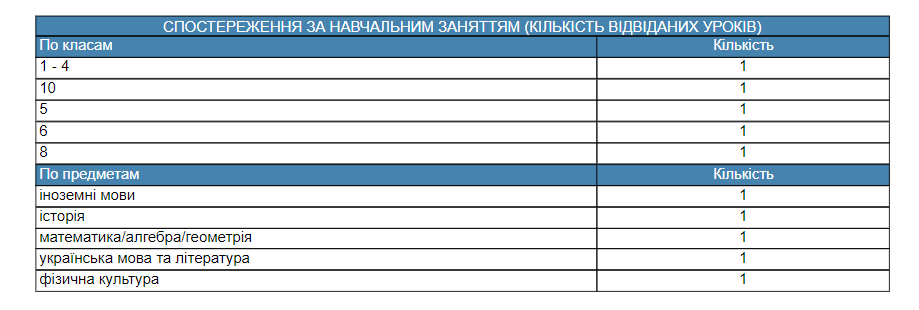 СПОСТЕРЕЖЕННЯ ЗА НАВЧАЛЬНИМ ЗАНЯТТЯМ (КІЛЬКІСТЬ ВІДВІДАНИХ УРОКІВ)
По класам Кількість
1 - 4 1
10 1
5 1
6 1
8 1
По предметам Кількість
іноземні мови 1
історія 1
математика/алгебра/геометрія 1
українська мова та література 1
фізична культура 1